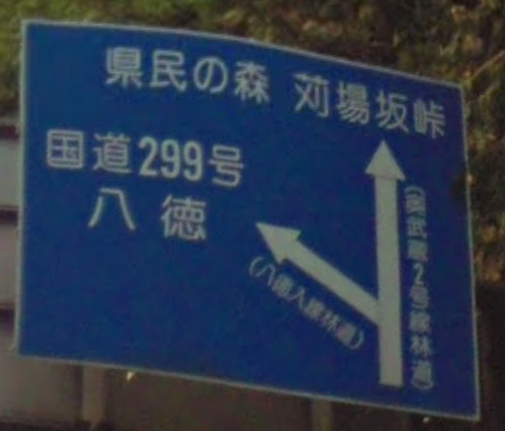 県民の森 苅場坂峠
国道299号
八徳
(奥武蔵2号線林道)
(八徳入線林道)